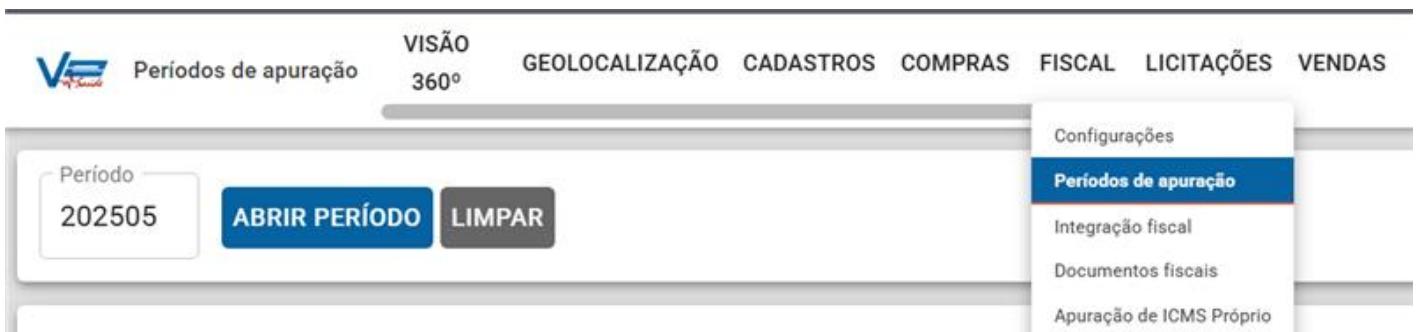 Períodos de apuração
VISÃO
360º
GEOLOCALIZAÇÃO CADASTROS COMPRAS FISCAL LICITAÇÕES VENDAS
Configurações
Períodos de apuração
Integração fiscal
Documentos fiscais
Apuração de ICMS Próprio
Período
202505
ABRIR PERÍODO LIMPAR